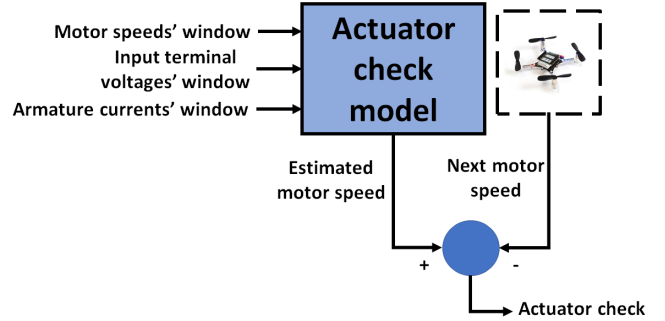 Motor speeds' window
Input terminal
voltages' window
Armature currents' window
Actuator
check
model
Estimated
motor speed
Next motor
speed
+
-
Actuator check